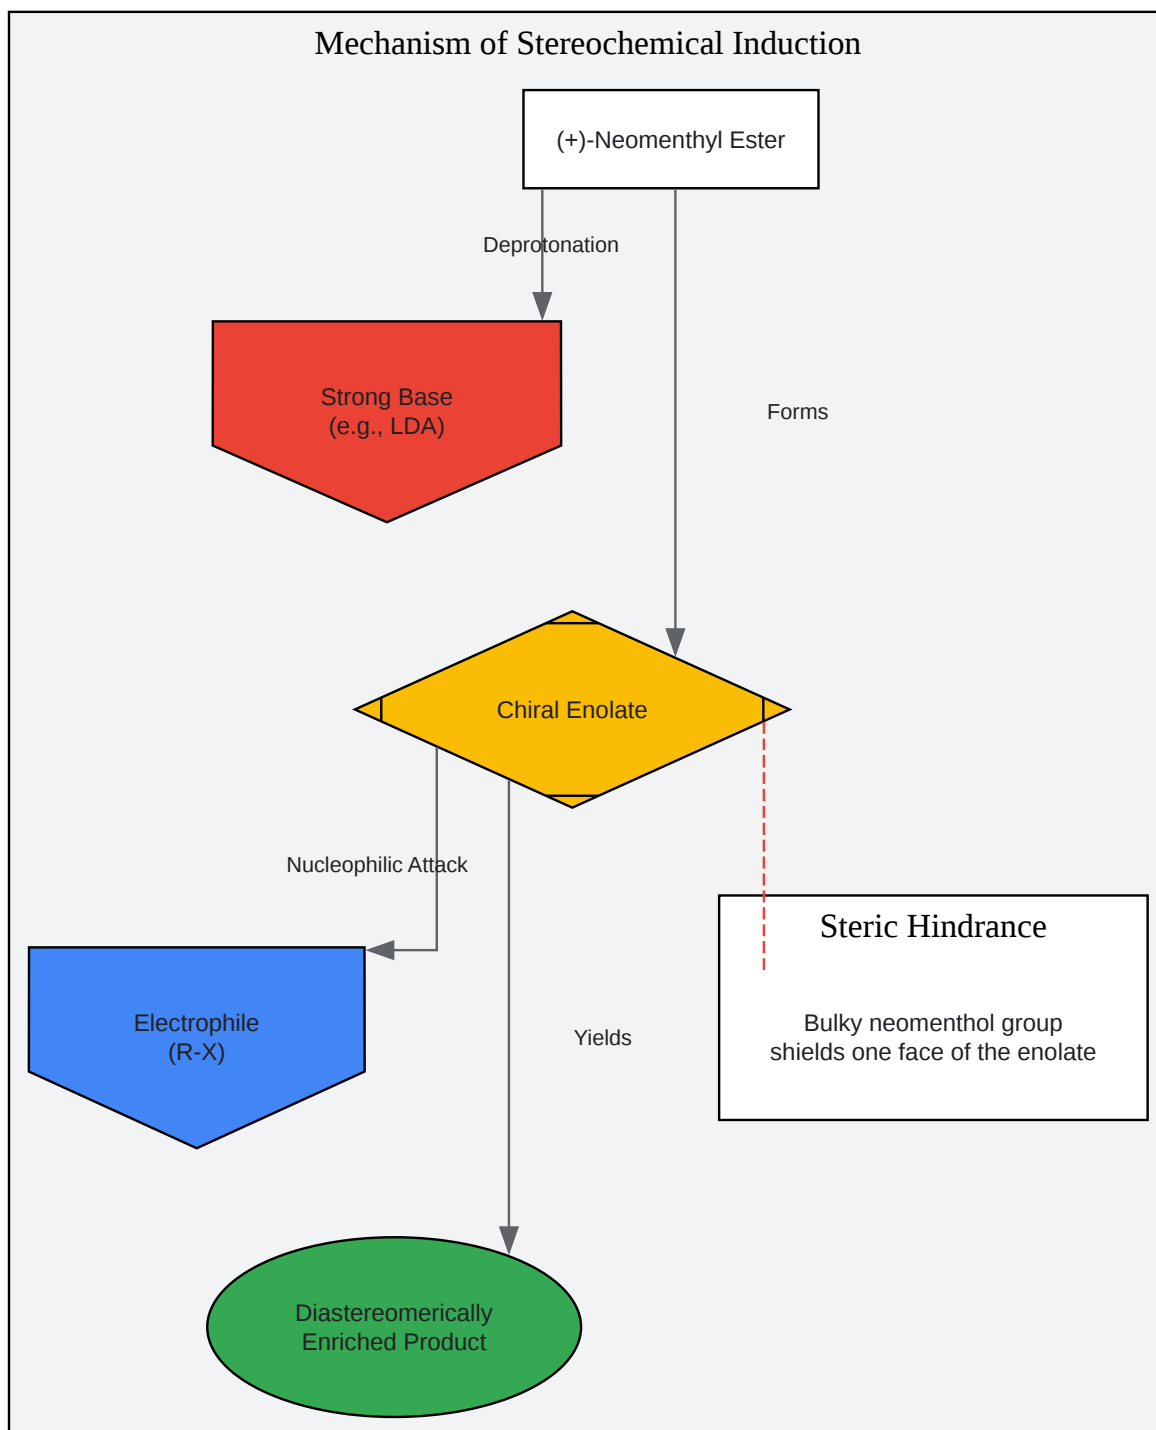 Mechanism of Stereochemical Induction
(+)-Neomenthyl Ester
Deprotonation
Strong Base
(e.g., LDA)
Forms
Chiral Enolate
Nucleophilic Attack
Steric Hindrance
Bulky neomenthol group
shields one face of the enolate
Electrophile
(R-X)
Yields
Diastereomerically
Enriched Product